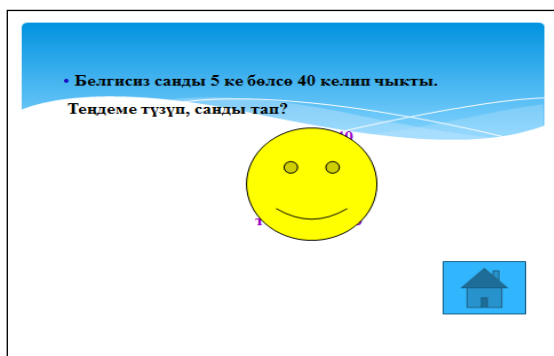 • Белгисиз санды 5 ке бөлсө 40 келип чыкты.
Теңдеме түзүп, санды тап?